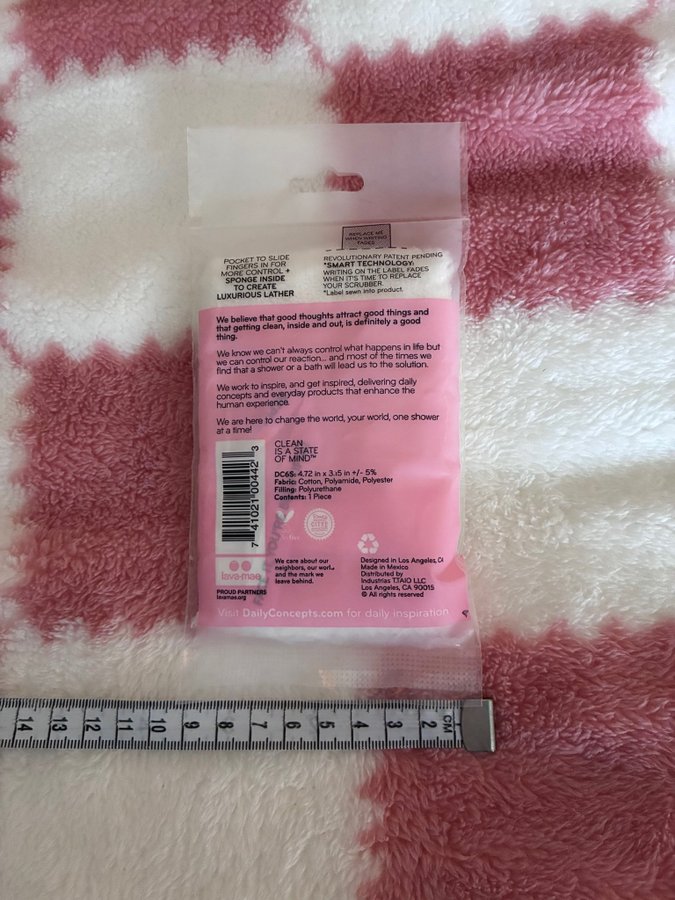 REPLACE ME
WHEN WRITING
FADES
POCKET TO SLIDE
FINGERS IN FOR
MORE CONTROL +
SPONGE INSIDE
TO CREATE
LUXURIOUS LATHER
REVOLUTIONARY PATENT PENDING
*SMART TECHNOLOGY:
WRITING ON THE LABEL FADES
WHEN IT'S TIME TO REPLACE
YOUR SCRUBBER.
*Label sewn into product.
We believe that good thoughts attract good things and
that getting clean, inside and out, is definitely a good
thing.
We know we can't always control what happens in life but
we can control our reaction... and most of the times we
find that a shower or a bath will lead us to the solution.
We work to inspire, and get inspired, delivering daily
concepts and everyday products that enhance the
human experience.
We are here to change the world, your world, one shower
at a time!
CLEAN
IS A STATE
OF MIND™
DC6S: 4.72 in x 3.15 in +/- 5%
Fabric: Cotton, Polyamide, Polyester
Filling: Polyurethane
Contents: 1 Piece
7 41021 00442 3
lava-mae
PROUD PARTNERS
lavamae.org
We care about our
neighbors, our world
and the mark we
leave behind.
Designed in Los Angeles, CA
Made in Mexico
Distributed by
Industrias TTAIO LLC
Los Angeles, CA 90015
© All rights reserved
Visit DailyConcepts.com for daily inspiration
14 13 12 11 10 9 8 7 6 5 4 3 2 CM